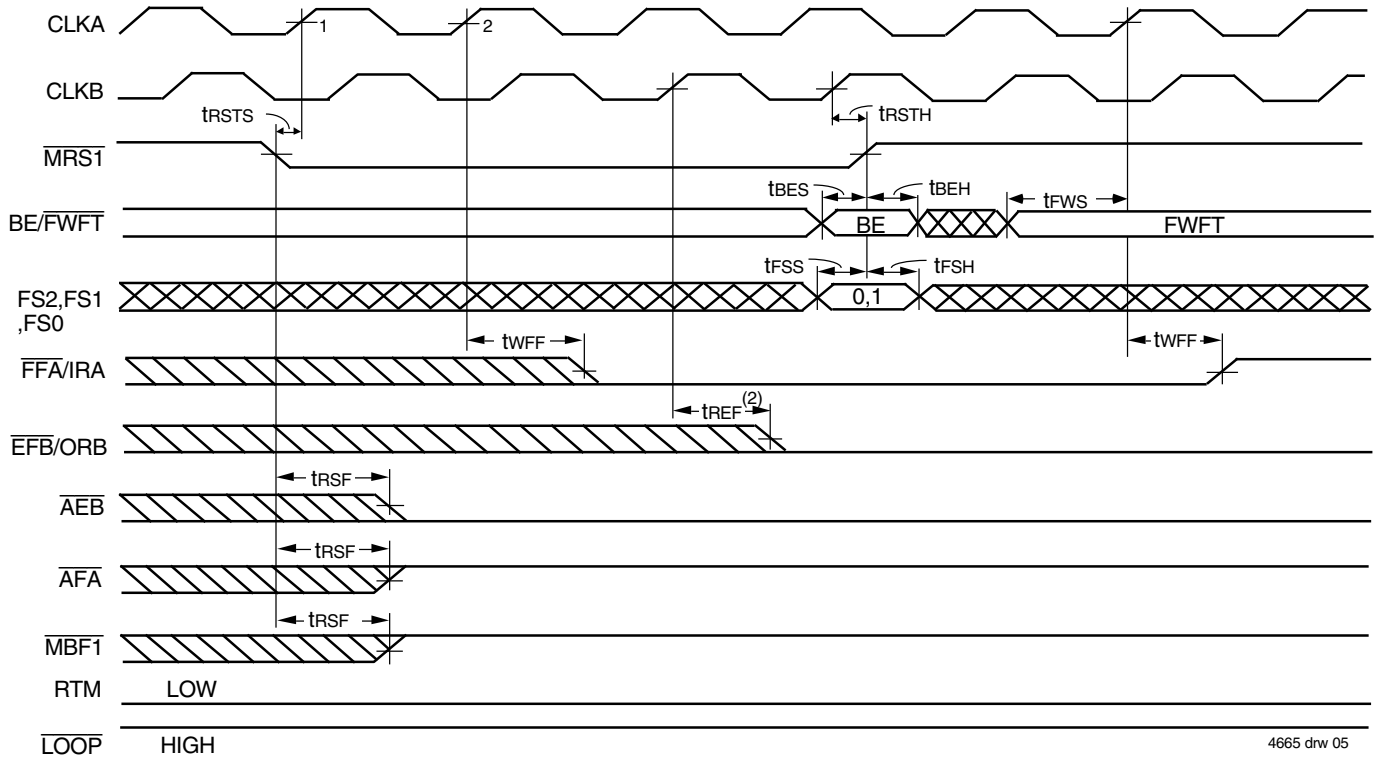 CLKA 1 2
CLKB
tRSTS tRSTH
MRS1
tBES tBEH tFWS
BE/FWFT BE FWFT
tFSS tFSH
FS2,FS1 0,1
,FS0
tWFF tWFF
FFA/IRA
tREF(2)
EFB/ORB
tRSF
AEB
tRSF
AFA
tRSF
MBF1
RTM LOW
LOOP HIGH
4665 drw 05